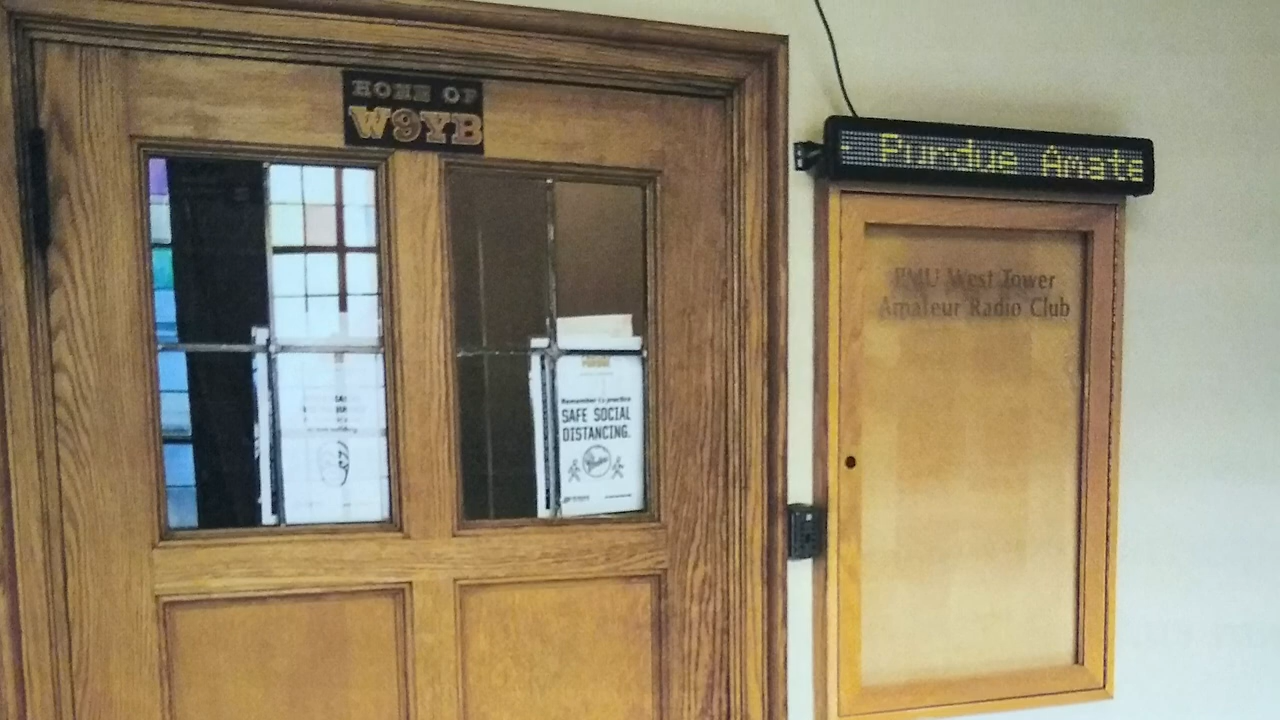 HOME OF
W9YB
Purdue Amate
PMU West Tower
Amateur Radio Club
Remember to practice
SAFE SOCIAL
DISTANCING.